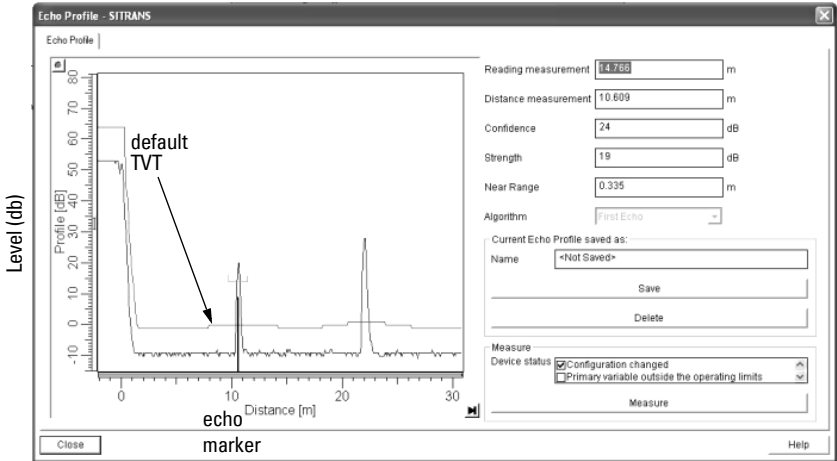 Echo Profile - SITRANS
Echo Profile
Level (db)
Profile [dB]
80
70
60
50
40
30
20
10
0
-10
default
TVT
0
10
20
30
Distance [m]
echo
marker
Reading measurement 14.766 m
Distance measurement 10.609 m
Confidence 24 dB
Strength 19 dB
Near Range 0.335 m
Algorithm First Echo
Current Echo Profile saved as:
Name <Not Saved>
Save
Delete
Measure
Device status Configuration changed
Primary variable outside the operating limits
Measure
Close
Help